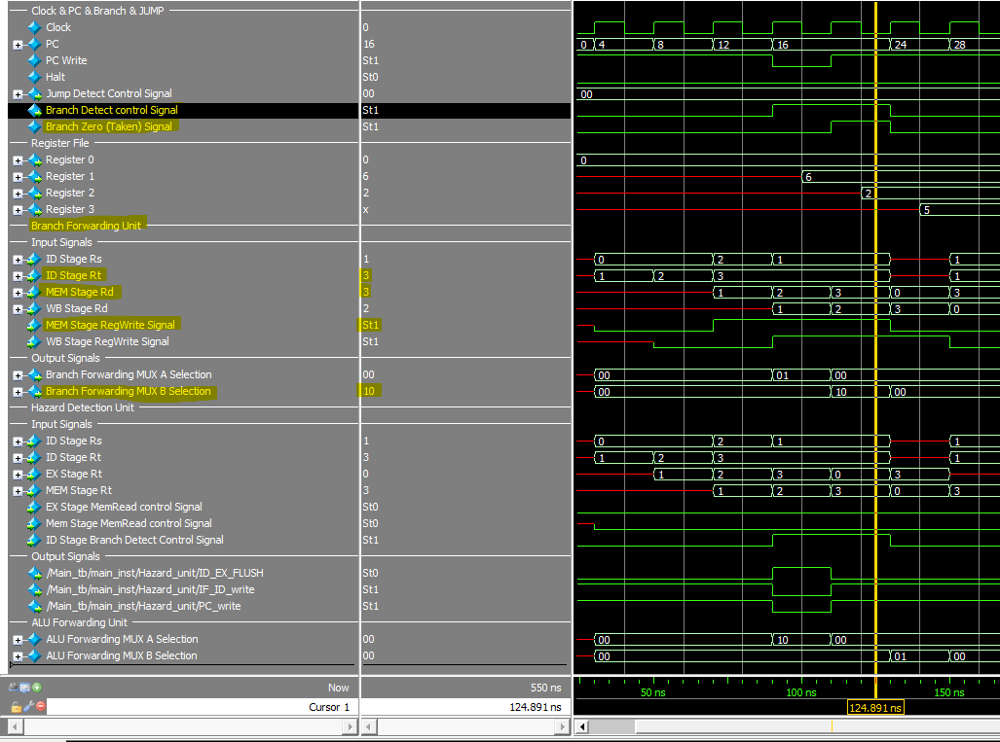 Clock & PC & Branch & JUMP
Clock 0
PC 16 0 4 8 12 16 24 28
PC Write St1
Halt St0
Jump Detect Control Signal 00 00
Branch Detect control Signal St1
Branch Zero (Taken) Signal St1
Register File
Register 0 0 0
Register 1 6 6
Register 2 2 2
Register 3 x 5
Branch Forwarding Unit
Input Signals
ID Stage Rs 1 0 2 1 1
ID Stage Rt 3 1 2 3 1
MEM Stage Rd 3 1 2 3 0 3
WB Stage Rd 2 1 2 3 0
MEM Stage RegWrite Signal St1
WB Stage RegWrite Signal St1
Output Signals
Branch Forwarding MUX A Selection 00 00 01 00
Branch Forwarding MUX B Selection 10 00 10 00
Hazard Detection Unit
Input Signals
ID Stage Rs 1 0 2 1 1
ID Stage Rt 3 1 2 3 1
EX Stage Rt 0 1 2 3 0 3
MEM Stage Rt 3 1 2 3 0 3
EX Stage MemRead control Signal St0
Mem Stage MemRead control Signal St0
ID Stage Branch Detect Control Signal St1
Output Signals
/Main_tb/main_inst/Hazard_unit/ID_EX_FLUSH St0
/Main_tb/main_inst/Hazard_unit/IF_ID_write St1
/Main_tb/main_inst/Hazard_unit/PC_write St1
ALU Forwarding Unit
ALU Forwarding MUX A Selection 00 00 10 00
ALU Forwarding MUX B Selection 00 00 01 00
Now 550 ns 50 ns 100 ns 150 ns
Cursor 1 124.891 ns 124.891 ns